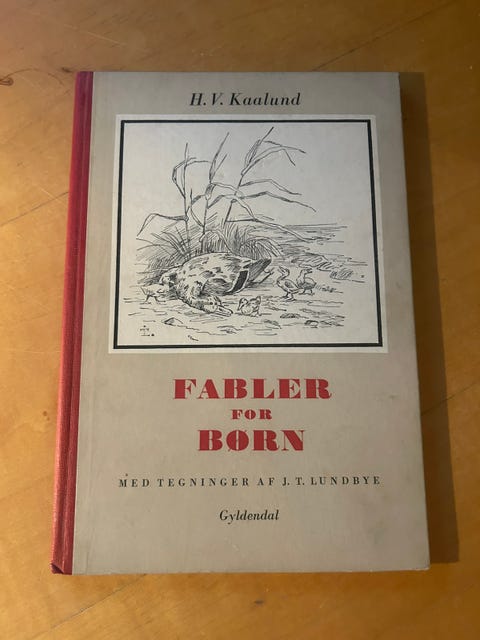 H. V. Kaalund
FABLER
FOR
BØRN
MED TEGNINGER AF J. T. LUNDBYE
Gyldendal